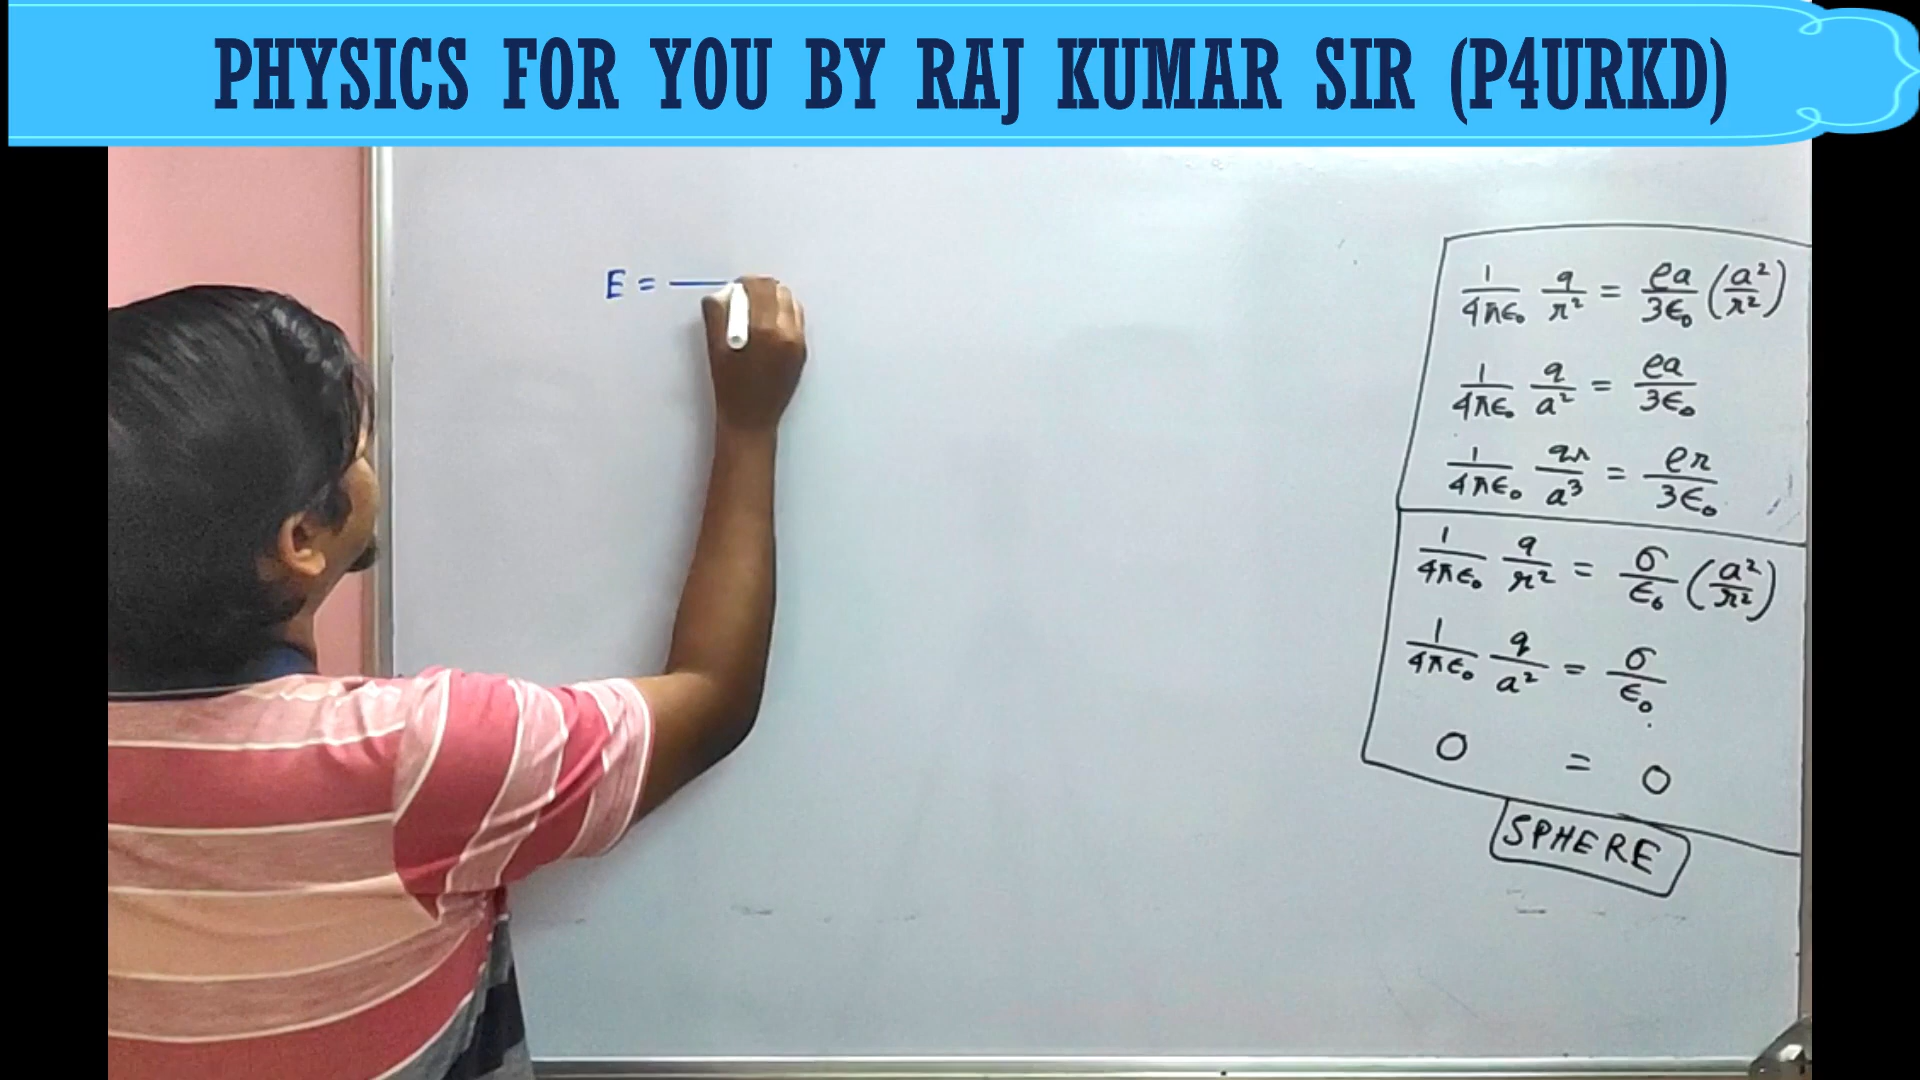 PHYSICS FOR YOU BY RAJ KUMAR SIR (P4URKD)
E =
1/4πϵ₀ q/r² = ρa/3ϵ₀ (a²/r²)
1/4πϵ₀ q/a² = ρa/3ϵ₀
1/4πϵ₀ qr/a³ = ρr/3ϵ₀
1/4πϵ₀ q/r² = σ/ϵ₀ (a²/r²)
1/4πϵ₀ q/a² = σ/ϵ₀
0 = 0
SPHERE